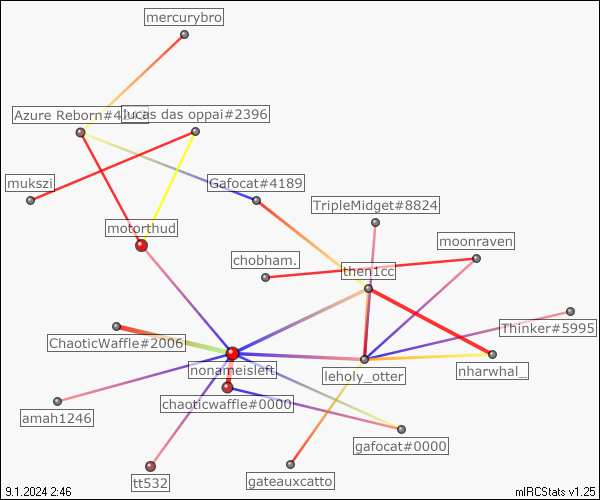 mercurybro
Azure Reborn#4
lucas das oppai#2396
mukszi
Gafocat#4189
TripleMidget#8824
motorthud
moonraven
chobham.
then1cc
Thinker#5995
ChaoticWaffle#2006
nonameisleft
leholy_otter
nharwhal_
chaoticwaffle#0000
amah1246
gafocat#0000
tt532
gateauxcatto
9.1.2024 2:46
mIRCStats v1.25